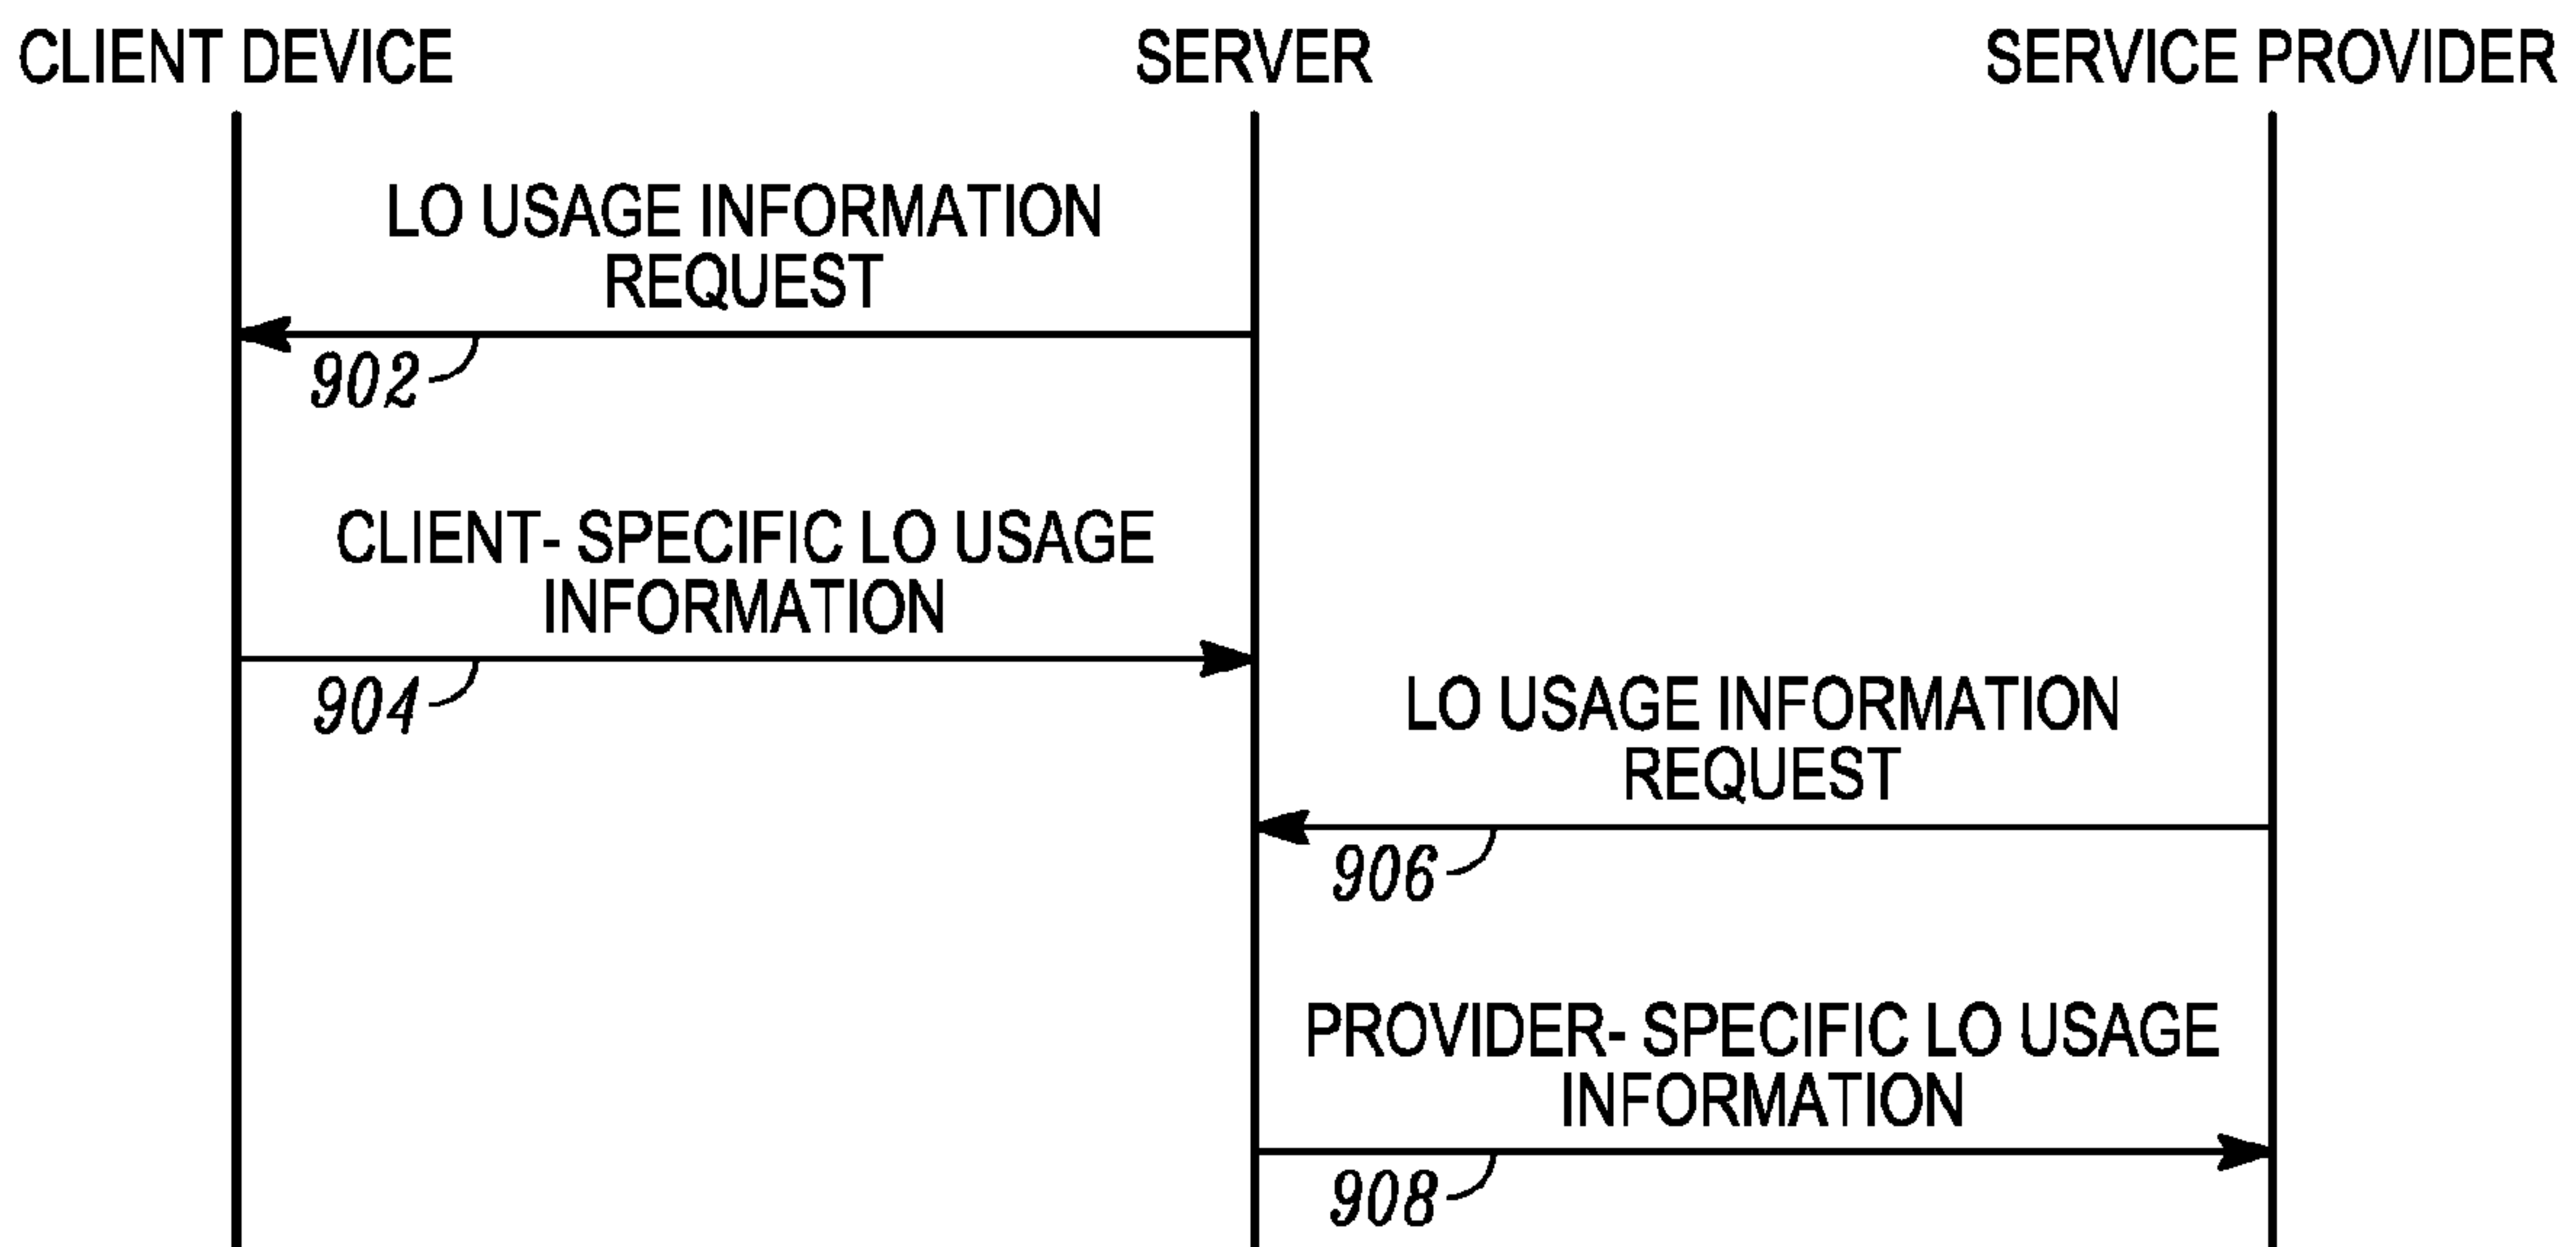 CLIENT DEVICE
SERVER
SERVICE PROVIDER
LO USAGE INFORMATION
REQUEST
902
CLIENT- SPECIFIC LO USAGE
INFORMATION
904
LO USAGE INFORMATION
REQUEST
906
PROVIDER- SPECIFIC LO USAGE
INFORMATION
908